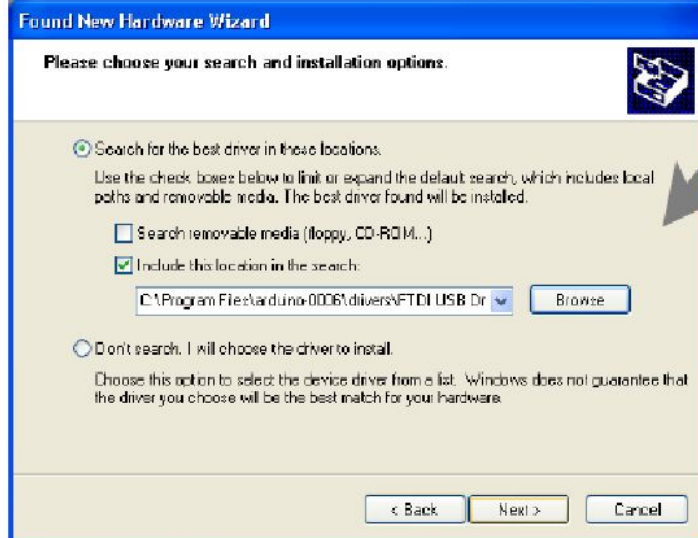 Found New Hardware Wizard
Please choose your search and installation options.
Search for the best driver in these locations.
Use the check boxes below to limit or expand the default search, which includes local
paths and removable media. The best driver found will be installed.
Search removable media (floppy, CD-ROM...)
Include this location in the search:
C:\Program Files\arduino-0006\drivers\FTDI USB Dr
Browse
Don't search. I will choose the driver to install.
Choose this option to select the device driver from a list. Windows does not guarantee that
the driver you choose will be the best match for your hardware.
< Back
Next >
Cancel